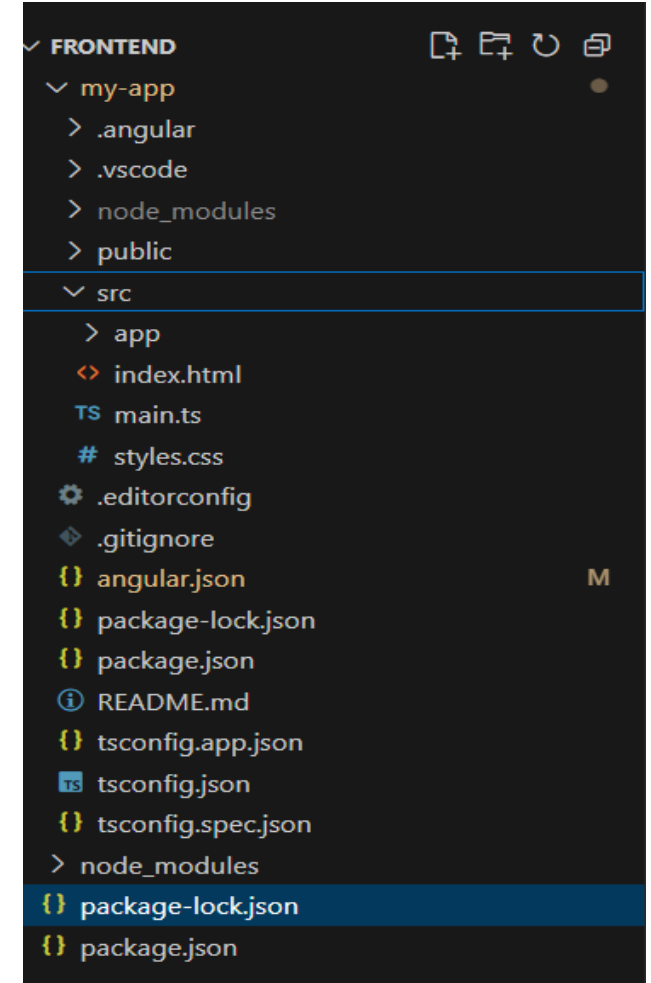 FRONTEND
my-app
.angular
.vscode
node_modules
public
src
app
<> index.html
TS main.ts
# styles.css
.editorconfig
.gitignore
{} angular.json M
{} package-lock.json
{} package.json
README.md
{} tsconfig.app.json
TS tsconfig.json
{} tsconfig.spec.json
node_modules
{} package-lock.json
{} package.json